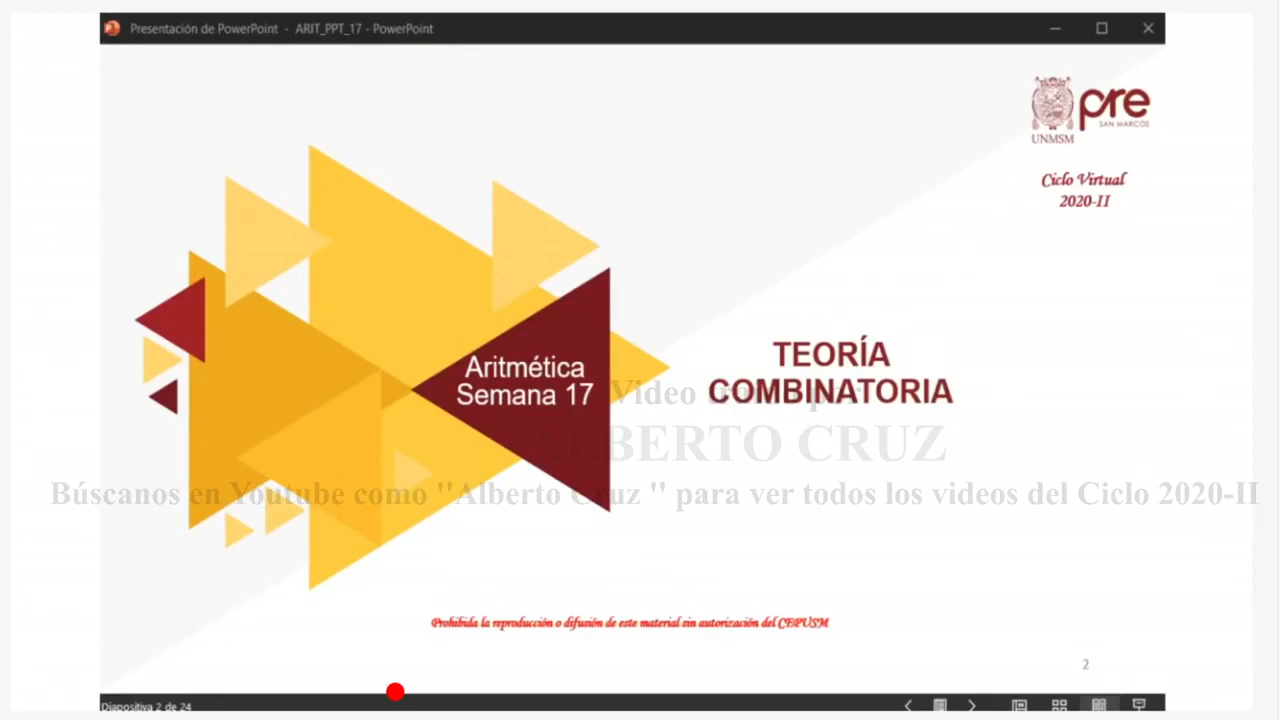 Presentación de PowerPoint - ARIT_PPT_17 - PowerPoint
pre
SAN MARCOS
UNMSM
Ciclo Virtual
2020-II
Aritmética
Semana 17
TEORÍA
COMBINATORIA
Video
ALBERTO CRUZ
Búscanos en Youtube como "Alberto Cruz " para ver todos los videos del Ciclo 2020-II
Prohibida la reproducción o difusión de este material sin autorización del CEPUSM
2
Diapositiva 2 de 24